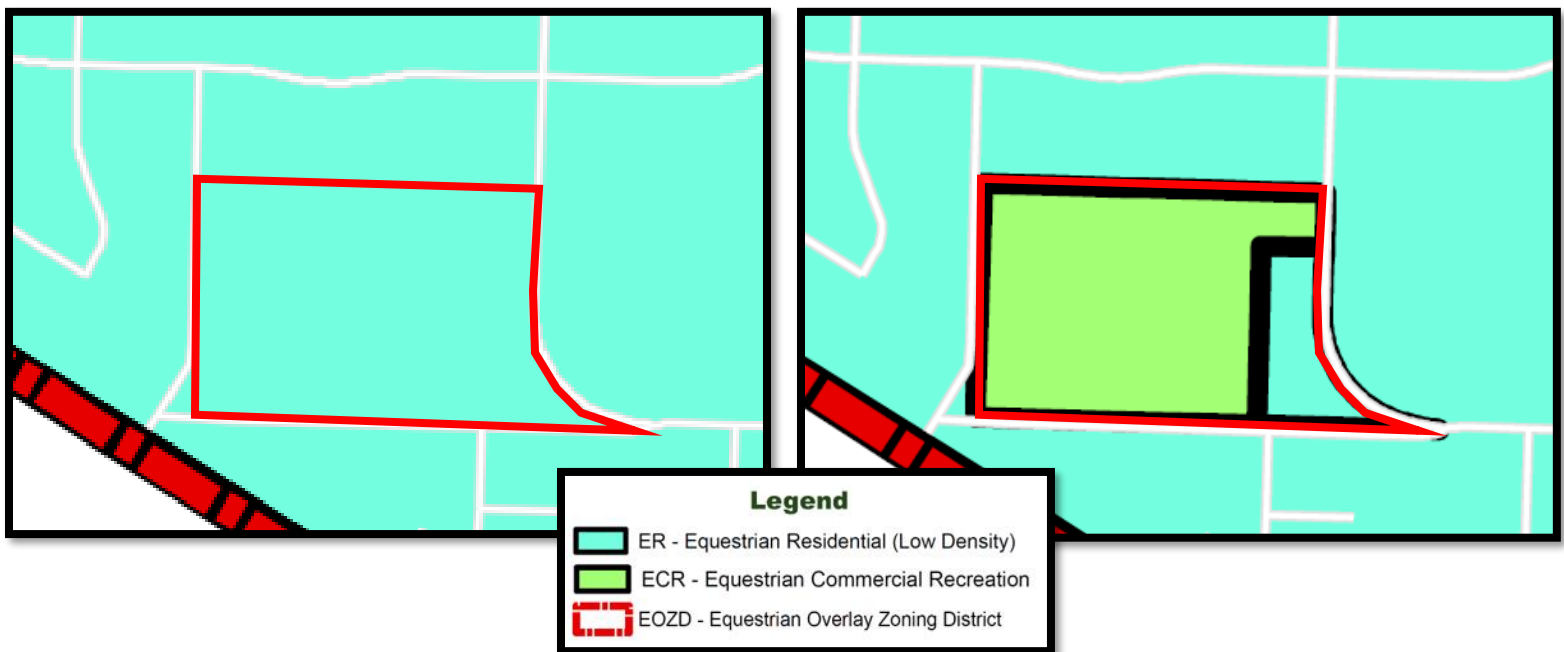 Legend
ER - Equestrian Residential (Low Density)
ECR - Equestrian Commercial Recreation
EOZD - Equestrian Overlay Zoning District